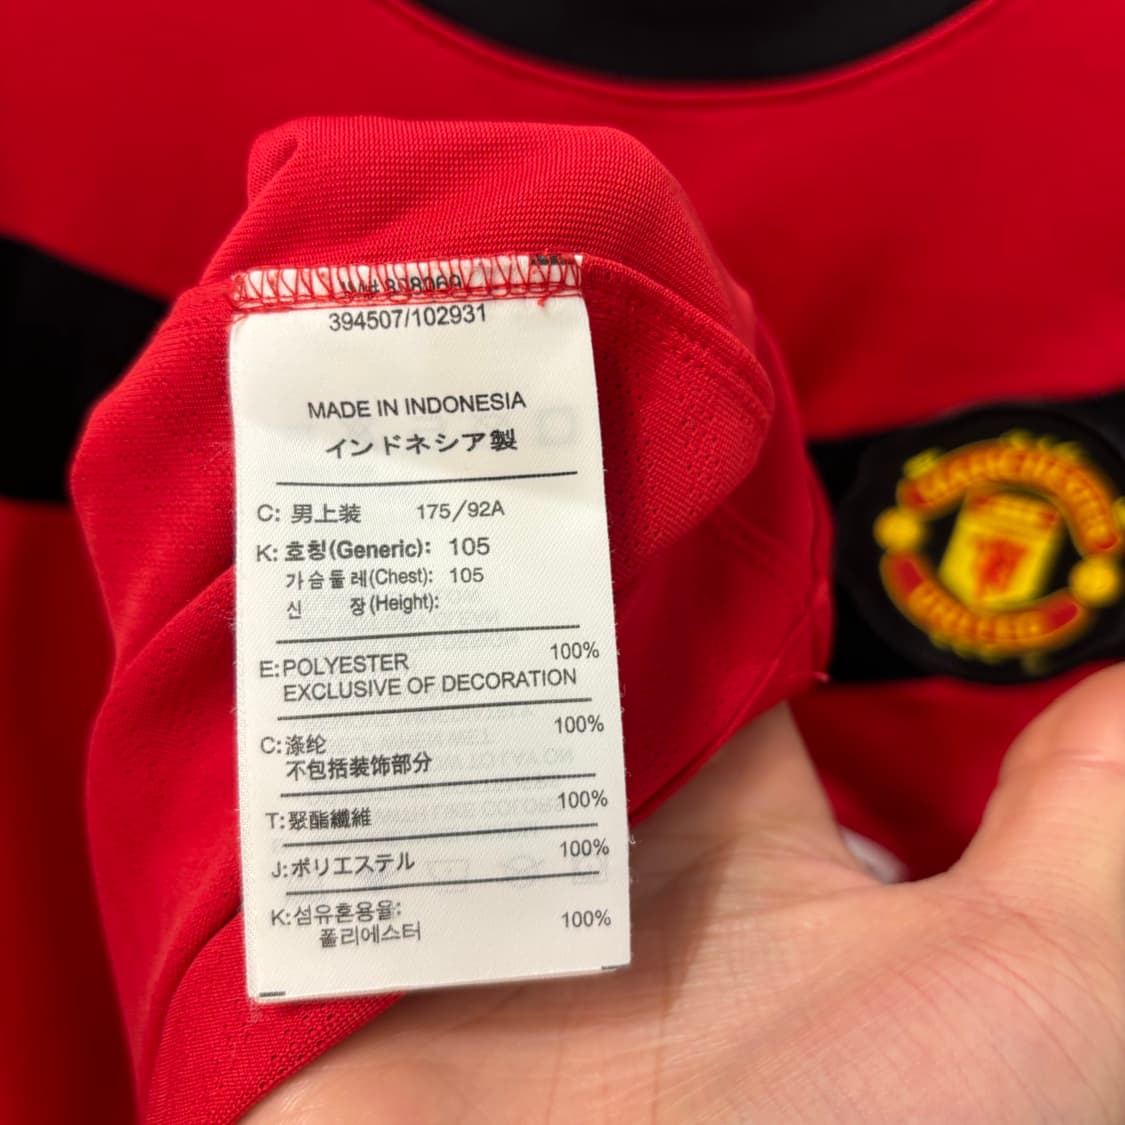 394507/102931
MADE IN INDONESIA
インドネシア製
C: 男上装 175/92A
K: 호칭(Generic): 105
가슴둘레(Chest): 105
신 장(Height):
E:POLYESTER 100%
EXCLUSIVE OF DECORATION
C:涤纶 100%
不包括装饰部分
T:聚酯纖維 100%
J:ポリエステル 100%
K:섬유혼용율:
폴리에스터 100%
MANCHESTER
UNITED